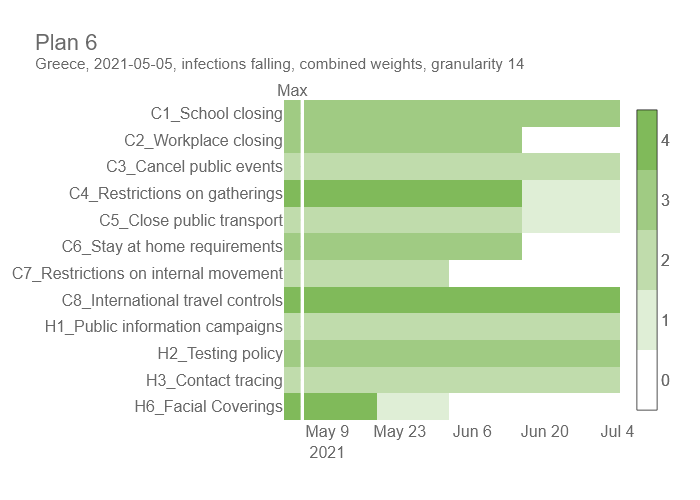 Plan 6
Greece, 2021-05-05, infections falling, combined weights, granularity 14
Max
C1_School closing
C2_Workplace closing
C3_Cancel public events
C4_Restrictions on gatherings
C5_Close public transport
C6_Stay at home requirements
C7_Restrictions on internal movement
C8_International travel controls
H1_Public information campaigns
H2_Testing policy
H3_Contact tracing
H6_Facial Coverings
May 9 May 23 Jun 6 Jun 20 Jul 4
2021
4
3
2
1
0